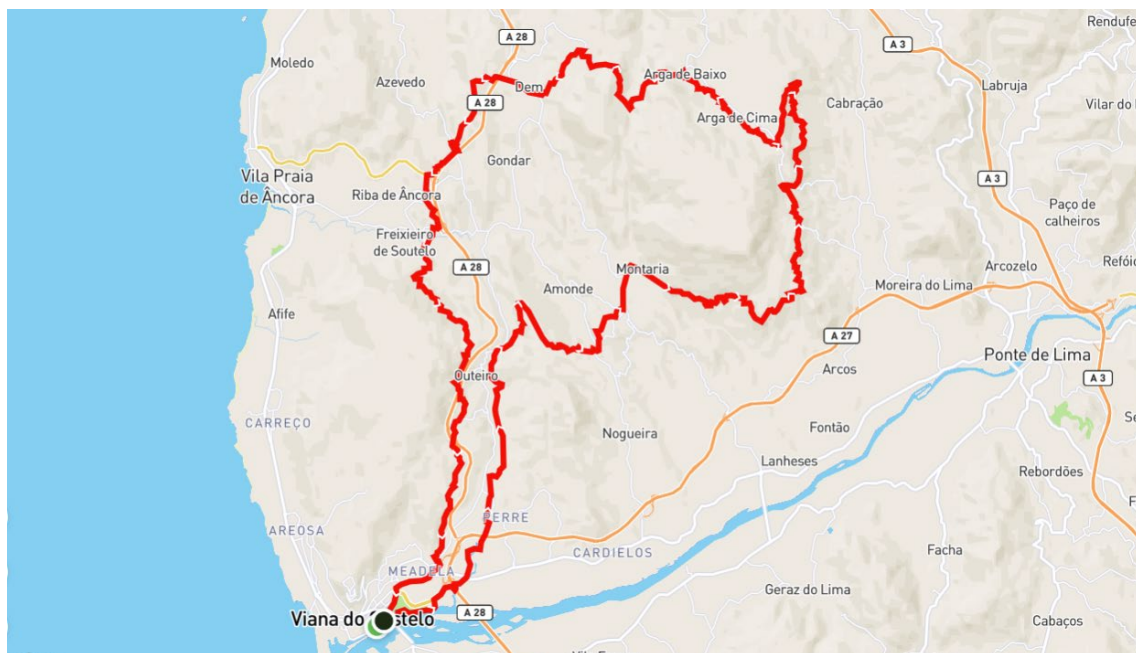 Rendufe
A 28
A 3
Moledo
Azevedo
Arga de Baixo
Labruja
Dem
A 28
Cabração
Vilar do
Arga de Cima
Gondar
Vila Praia
de Âncora
A 3
Riba de Âncora
Paço de
calheiros
Freixieiro
de Soutelo
A 28
Montaria
Arcozelo
Refóio
Amonde
Moreira do Lima
Afife
A 27
Ponte de Lima
Outeiro
Arcos
A 3
CARREÇO
Nogueira
Fontão
Lanheses
Rebordões
PERRE
AREOSA
CARDIELOS
Facha
MEADELA
Geraz do Lima
A 28
Viana do
Cabaços